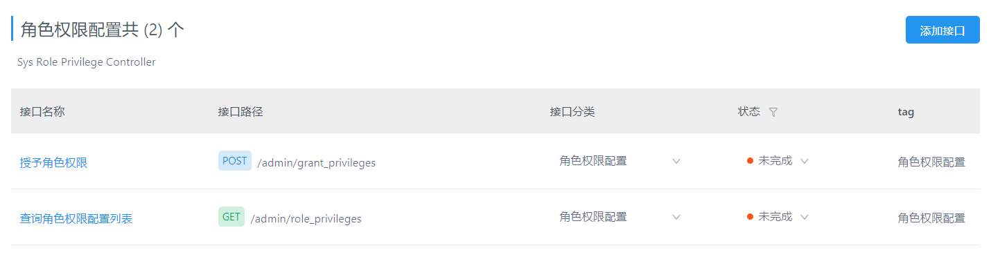 角色权限配置共 (2) 个
添加接口
Sys Role Privilege Controller
接口名称 接口路径 接口分类 状态 tag
授予角色权限 POST /admin/grant_privileges 角色权限配置 未完成 角色权限配置
查询角色权限配置列表 GET /admin/role_privileges 角色权限配置 未完成 角色权限配置